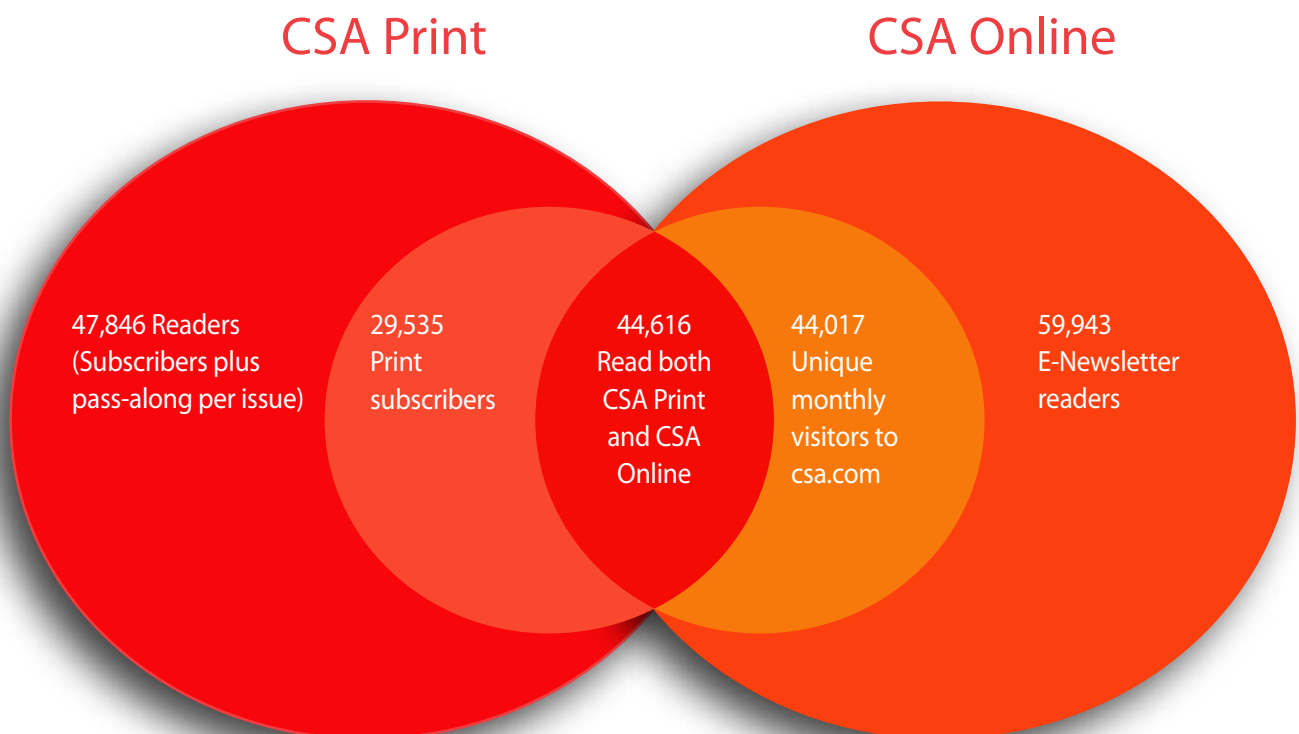 CSA Print
CSA Online
47,846 Readers
(Subscribers plus
pass-along per issue)
29,535
Print
subscribers
44,616
Read both
CSA Print
and CSA
Online
44,017
Unique
monthly
visitors to
csa.com
59,943
E-Newsletter
readers